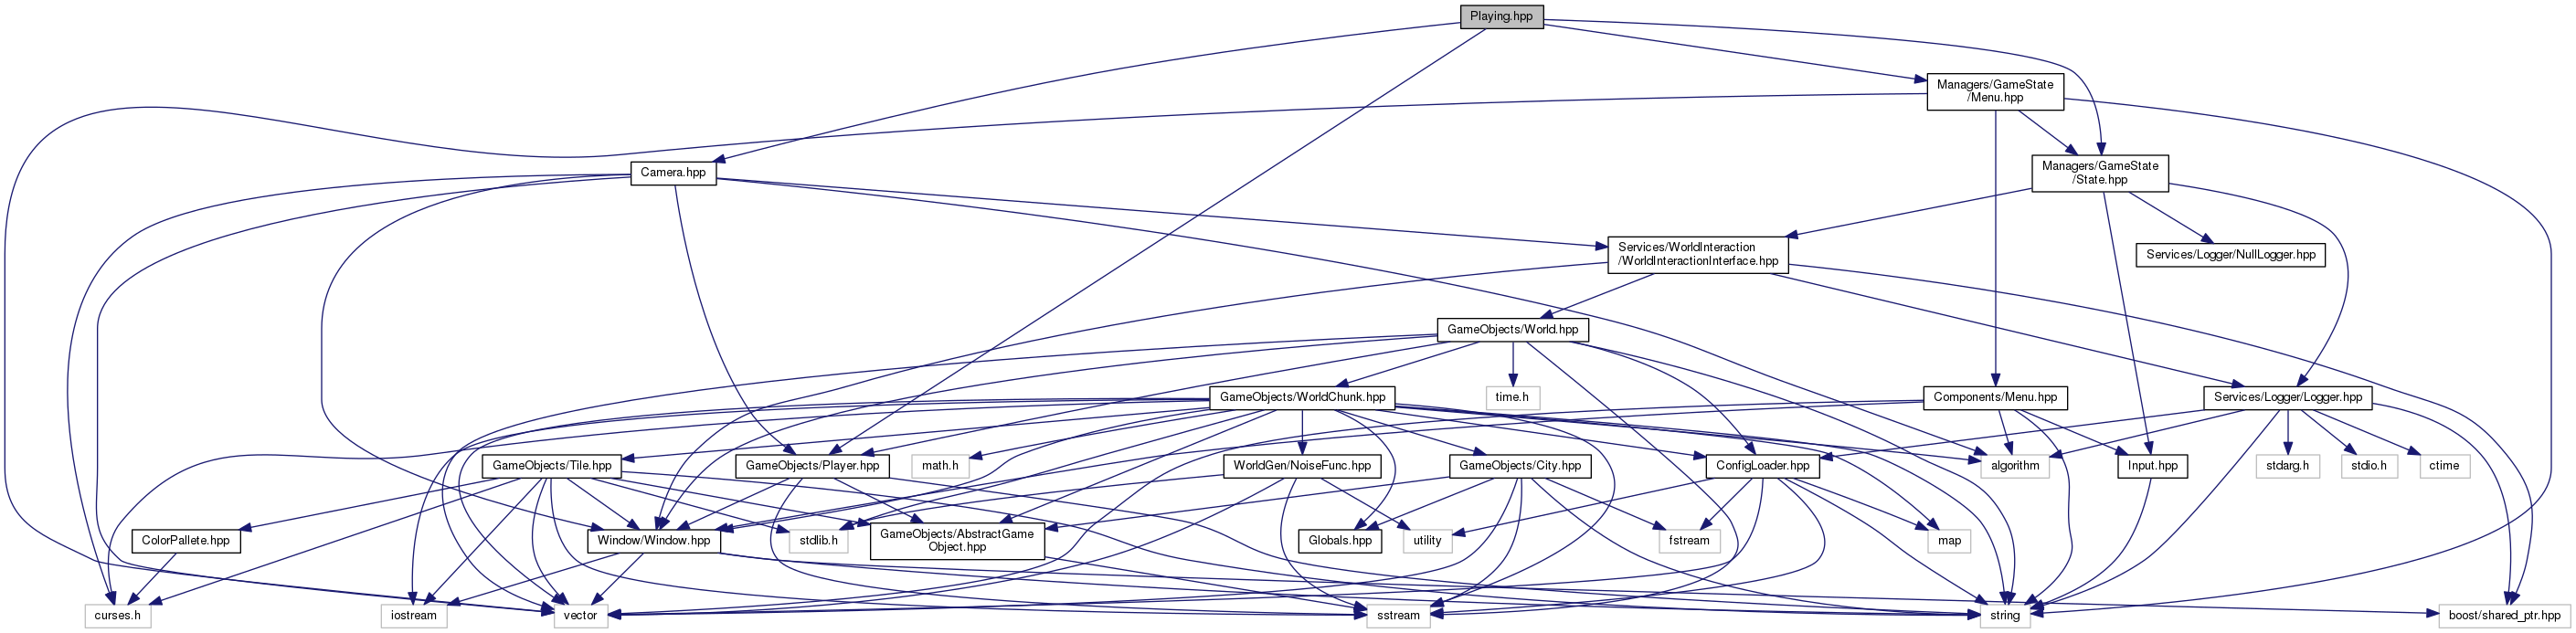 Playing.hpp
Managers/GameState
/Menu.hpp
Camera.hpp
Managers/GameState
/State.hpp
Services/WorldInteraction
/WorldInteractionInterface.hpp
Services/Logger/NullLogger.hpp
GameObjects/World.hpp
GameObjects/WorldChunk.hpp
time.h
Components/Menu.hpp
Services/Logger/Logger.hpp
GameObjects/Tile.hpp
GameObjects/Player.hpp
math.h
WorldGen/NoiseFunc.hpp
GameObjects/City.hpp
ConfigLoader.hpp
algorithm
Input.hpp
stdarg.h
stdio.h
ctime
ColorPallete.hpp
Window/Window.hpp
stdlib.h
GameObjects/AbstractGame
Object.hpp
Globals.hpp
utility
fstream
map
curses.h
iostream
vector
sstream
string
boost/shared_ptr.hpp